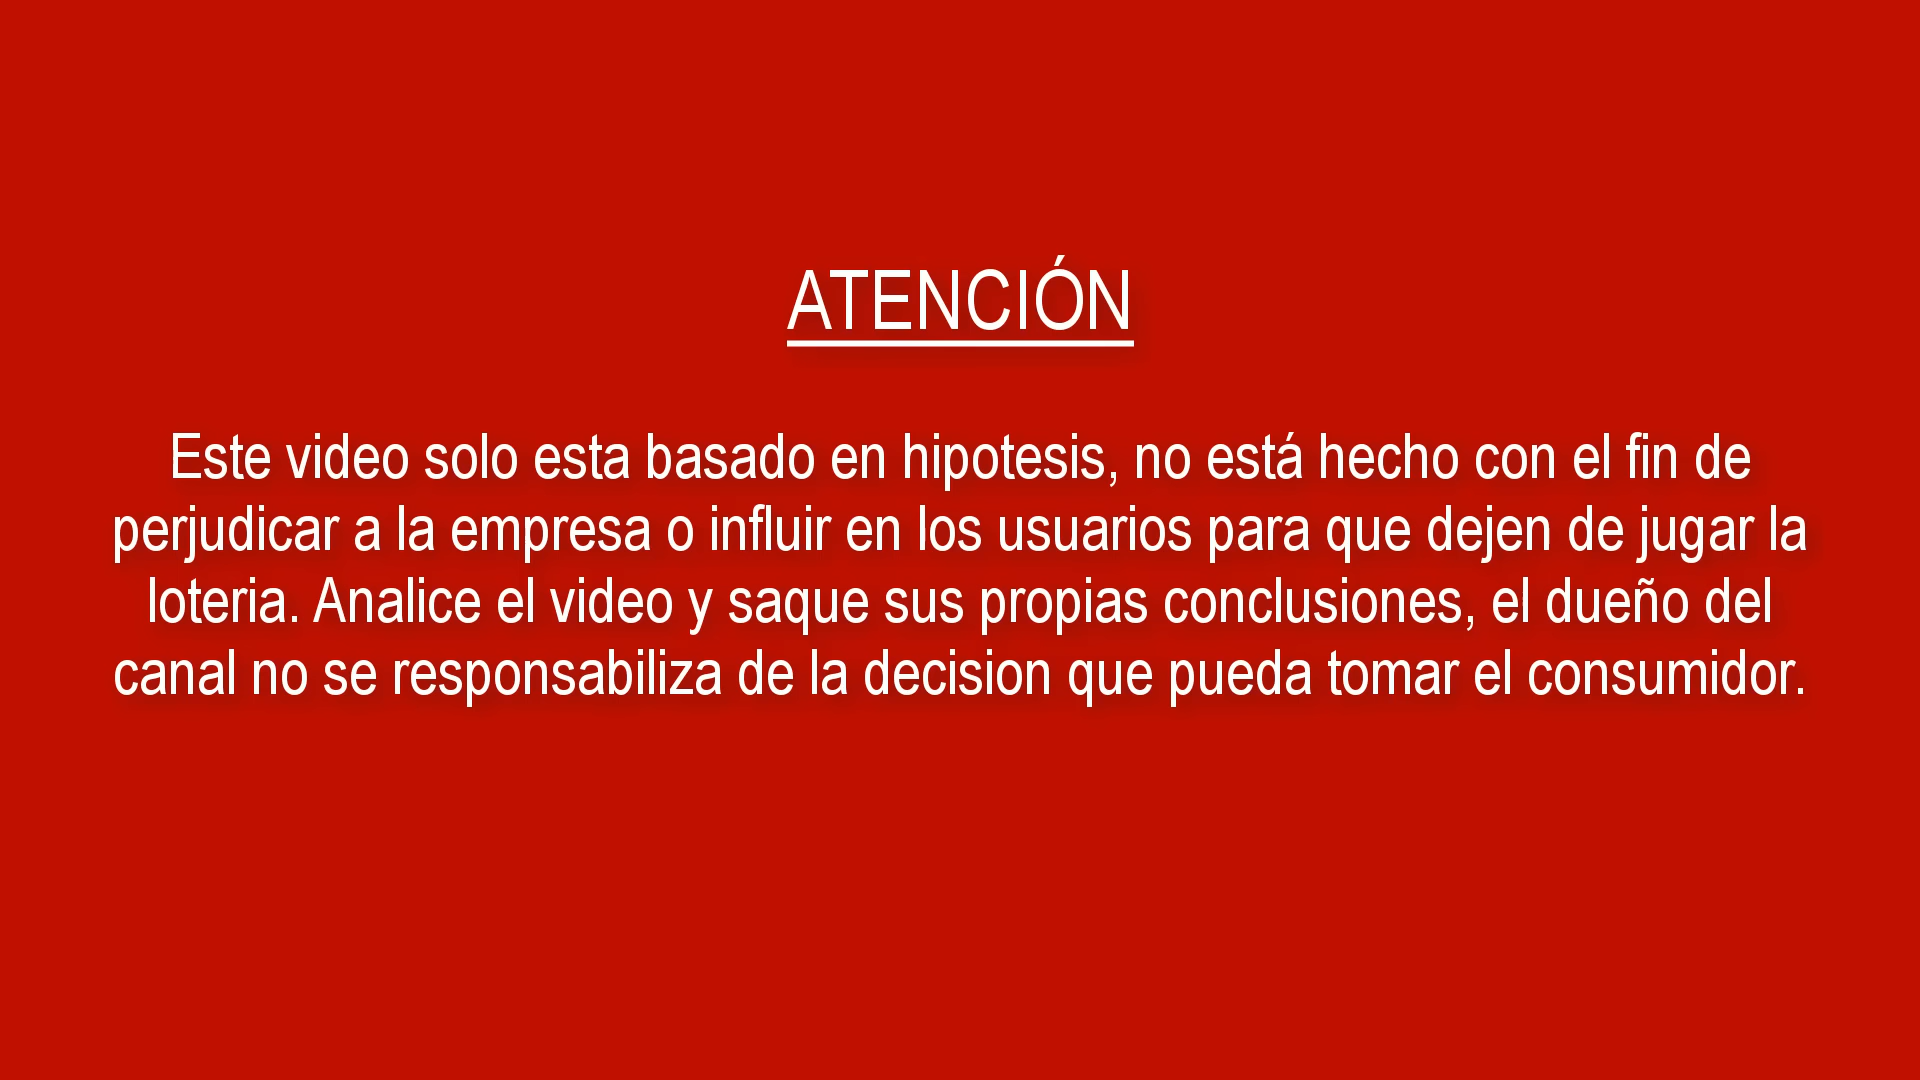 ATENCIÓN
Este video solo esta basado en hipotesis, no está hecho con el fin de
perjudicar a la empresa o influir en los usuarios para que dejen de jugar la
loteria. Analice el video y saque sus propias conclusiones, el dueño del
canal no se responsabiliza de la decision que pueda tomar el consumidor.